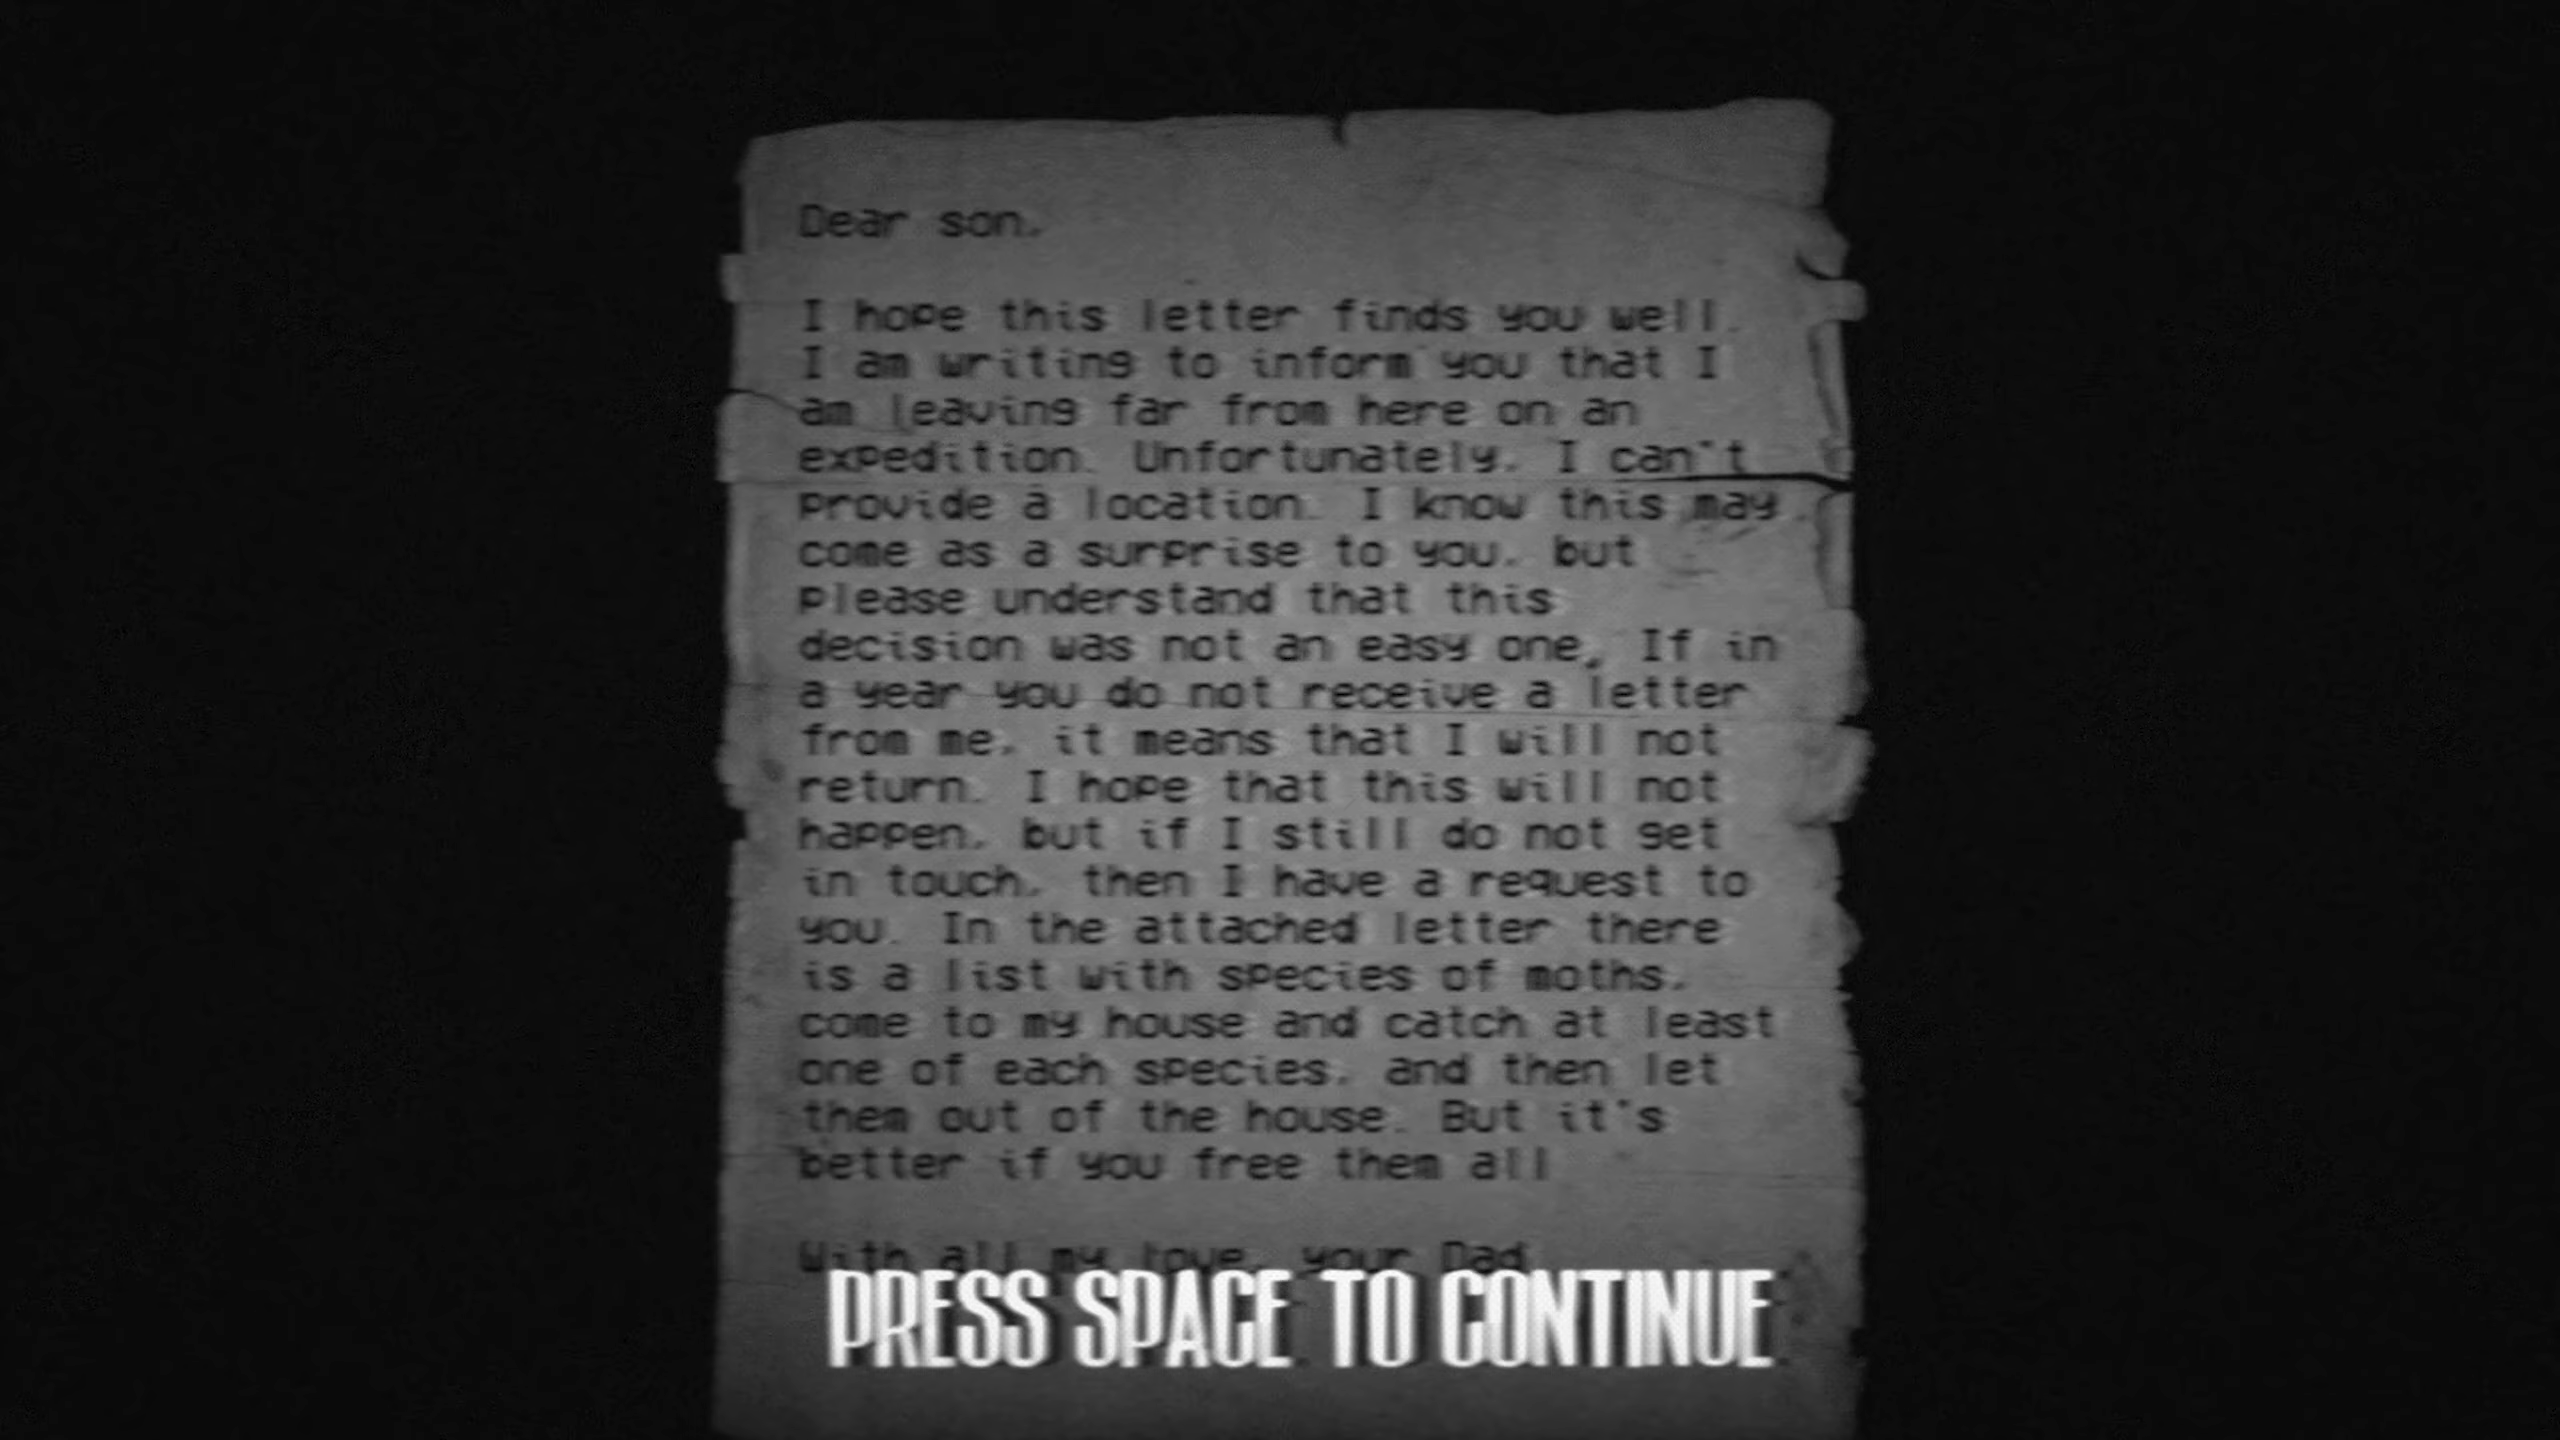 Dear son,
I hope this letter finds you well.
I am writing to inform you that I
am leaving far from here on an
expedition. Unfortunately, I can't
provide a location. I know this may
come as a surprise to you, but
please understand that this
decision was not an easy one, If in
a year you do not receive a letter
from me, it means that I will not
return. I hope that this will not
happen, but if I still do not get
in touch, then I have a request to
you. In the attached letter there
is a list with species of moths,
come to my house and catch at least
one of each species, and then let
them out of the house. But it's
better if you free them all
With all my love, your Dad
PRESS SPACE TO CONTINUE